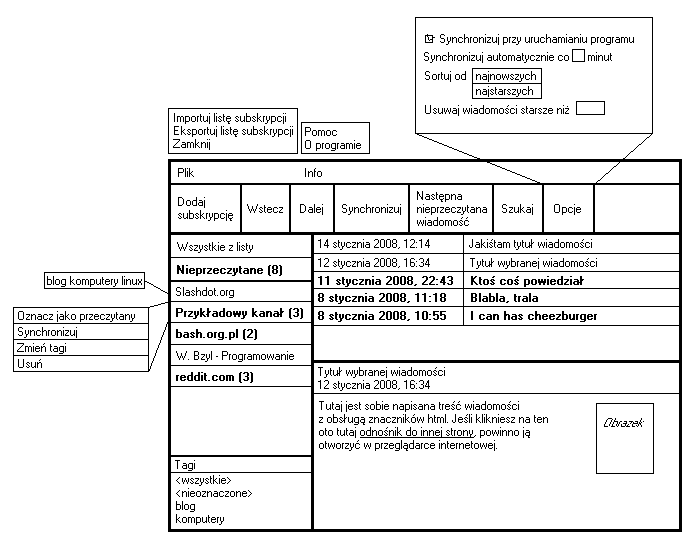 Synchronizuj przy uruchamianiu programu
Synchronizuj automatycznie co minut
Sortuj od najnowszych
najstarszych
Usuwaj wiadomości starsze niż
Importuj listę subskrypcji
Eksportuj listę subskrypcji
Zamknij
Pomoc
O programie
Plik Info
Dodaj subskrypcję
Wstecz
Dalej
Synchronizuj
Następna nieprzeczytana wiadomość
Szukaj
Opcje
Wszystkie z listy
Nieprzeczytane (8)
Slashdot.org
Przykładowy kanał (3)
bash.org.pl (2)
W. Bzyl - Programowanie
reddit.com (3)
blog komputery linux
Oznacz jako przeczytany
Synchronizuj
Zmień tagi
Usuń
14 stycznia 2008, 12:14 Jakiśtam tytuł wiadomości
12 stycznia 2008, 16:34 Tytuł wybranej wiadomości
11 stycznia 2008, 22:43 Ktoś coś powiedział
8 stycznia 2008, 11:18 Blabla, trala
8 stycznia 2008, 10:55 I can has cheezburger
Tytuł wybranej wiadomości
12 stycznia 2008, 16:34
Tutaj jest sobie napisana treść wiadomości
z obsługą znaczników html. Jeśli klikniesz na ten
oto tutaj odnośnik do innej strony, powinno ją
otworzyć w przeglądarce internetowej.
Obrazek
Tagi
<wszystkie>
<nieoznaczone>
blog
komputery